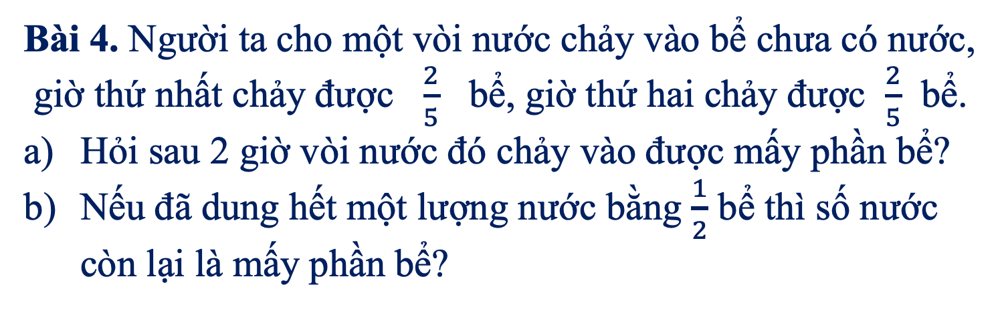 Bài 4. Người ta cho một vòi nước chảy vào bể chưa có nước,
giờ thứ nhất chảy được 2/5 bể, giờ thứ hai chảy được 2/5 bể.
a) Hỏi sau 2 giờ vòi nước đó chảy vào được mấy phần bể?
b) Nếu đã dung hết một lượng nước bằng 1/2 bể thì số nước
còn lại là mấy phần bể?